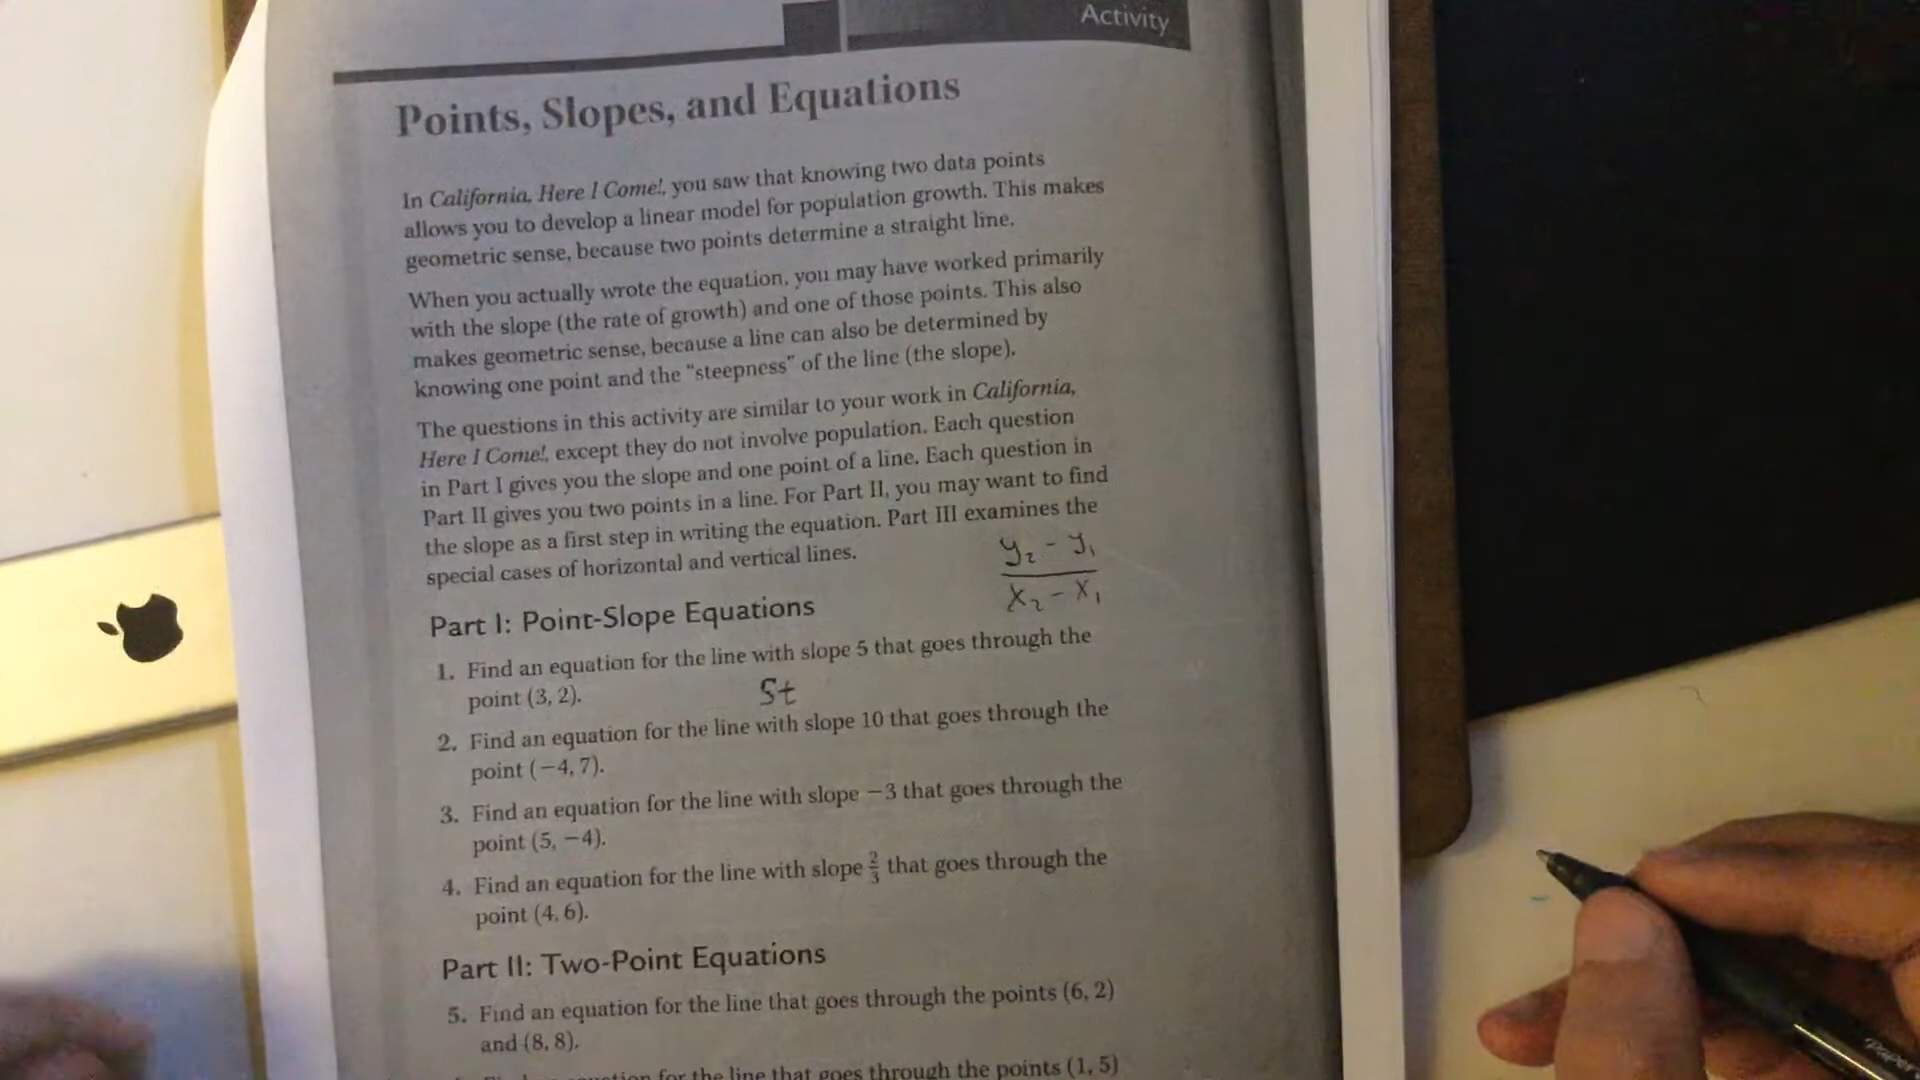 Activity
Points, Slopes, and Equations
In California, Here I Come!, you saw that knowing two data points
allows you to develop a linear model for population growth. This makes
geometric sense, because two points determine a straight line.
When you actually wrote the equation, you may have worked primarily
with the slope (the rate of growth) and one of those points. This also
makes geometric sense, because a line can also be determined by
knowing one point and the "steepness" of the line (the slope).
The questions in this activity are similar to your work in California,
Here I Come!, except they do not involve population. Each question
in Part I gives you the slope and one point of a line. Each question in
Part II gives you two points in a line. For Part II, you may want to find
the slope as a first step in writing the equation. Part III examines the
special cases of horizontal and vertical lines.
y₂ - y₁
x₂ - x₁
Part I: Point-Slope Equations
1. Find an equation for the line with slope 5 that goes through the
point (3, 2).
5t
2. Find an equation for the line with slope 10 that goes through the
point (−4, 7).
3. Find an equation for the line with slope −3 that goes through the
point (5, −4).
4. Find an equation for the line with slope 2/3 that goes through the
point (4, 6).
Part II: Two-Point Equations
5. Find an equation for the line that goes through the points (6, 2)
and (8, 8).
for the line that goes through the points (1, 5)